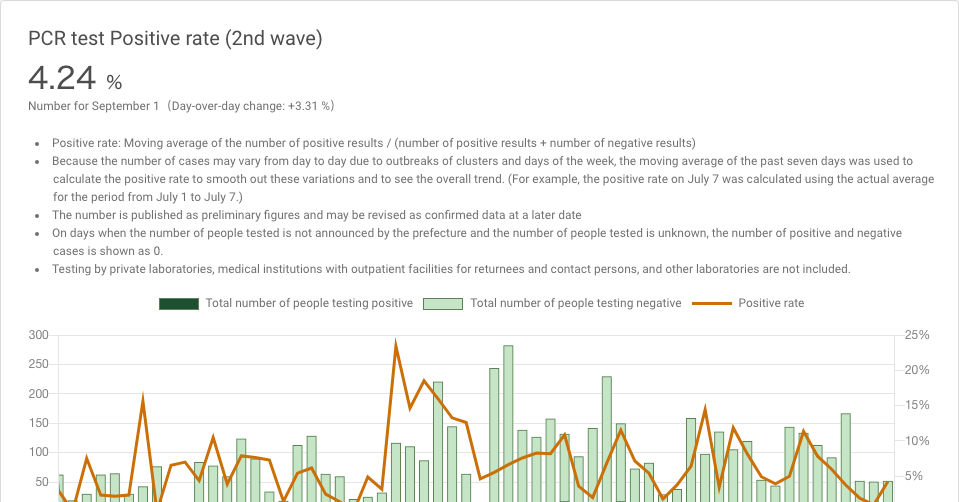 PCR test Positive rate (2nd wave)
4.24 %
Number for September 1 (Day-over-day change: +3.31 %)
• Positive rate: Moving average of the number of positive results / (number of positive results + number of negative results)
• Because the number of cases may vary from day to day due to outbreaks of clusters and days of the week, the moving average of the past seven days was used to
calculate the positive rate to smooth out these variations and to see the overall trend. (For example, the positive rate on July 7 was calculated using the actual average
for the period from July 1 to July 7.)
• The number is published as preliminary figures and may be revised as confirmed data at a later date
• On days when the number of people tested is not announced by the prefecture and the number of people tested is unknown, the number of positive and negative
cases is shown as 0.
• Testing by private laboratories, medical institutions with outpatient facilities for returnees and contact persons, and other laboratories are not included.
Total number of people testing positive Total number of people testing negative Positive rate
300 25%
250 20%
200 15%
150 10%
100 5%
50